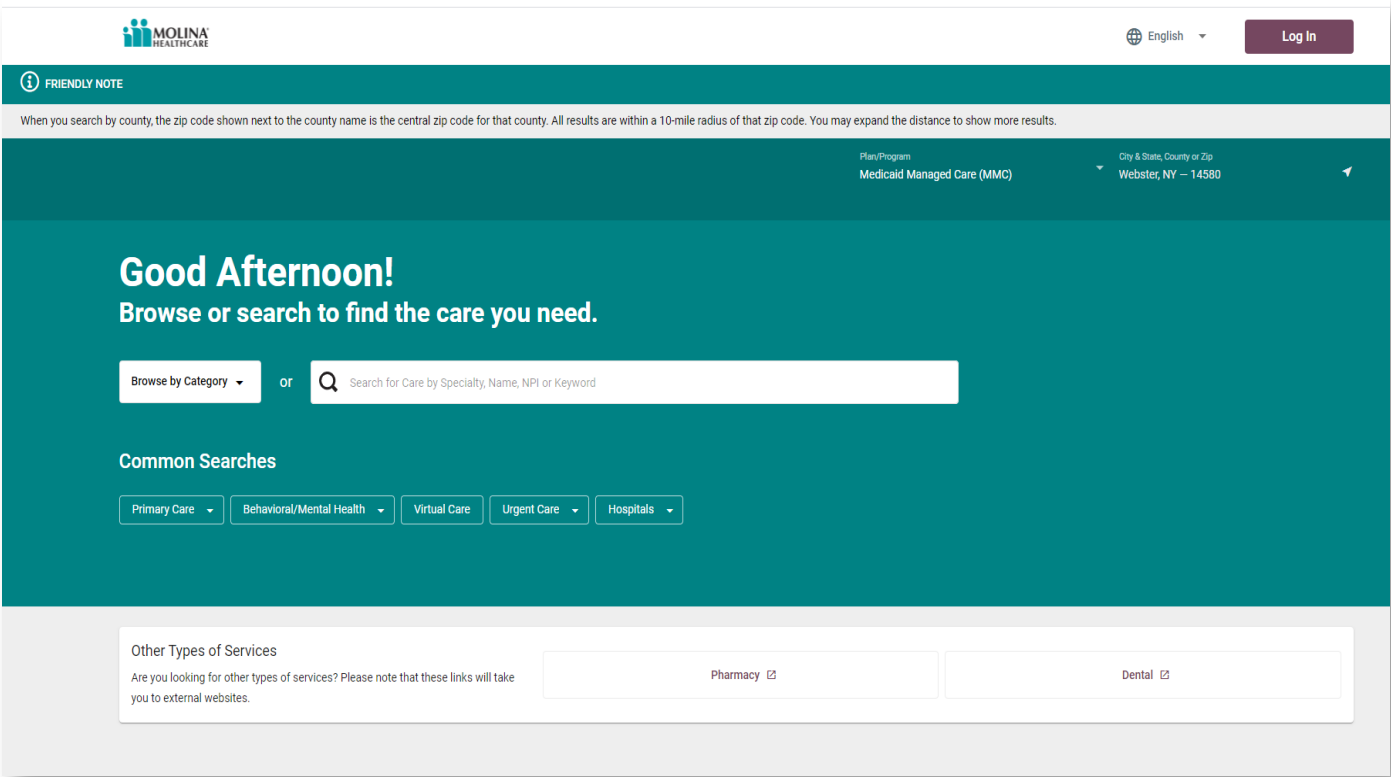 MOLINA
HEALTHCARE
English
Log In
FRIENDLY NOTE
When you search by county, the zip code shown next to the county name is the central zip code for that county. All results are within a 10-mile radius of that zip code. You may expand the distance to show more results.
Plan/Program
Medicaid Managed Care (MMC)
City & State, County or Zip
Webster, NY — 14580
Good Afternoon!
Browse or search to find the care you need.
Browse by Category
or
Search for Care by Specialty, Name, NPI or Keyword
Common Searches
Primary Care
Behavioral/Mental Health
Virtual Care
Urgent Care
Hospitals
Other Types of Services
Are you looking for other types of services? Please note that these links will take
you to external websites.
Pharmacy
Dental